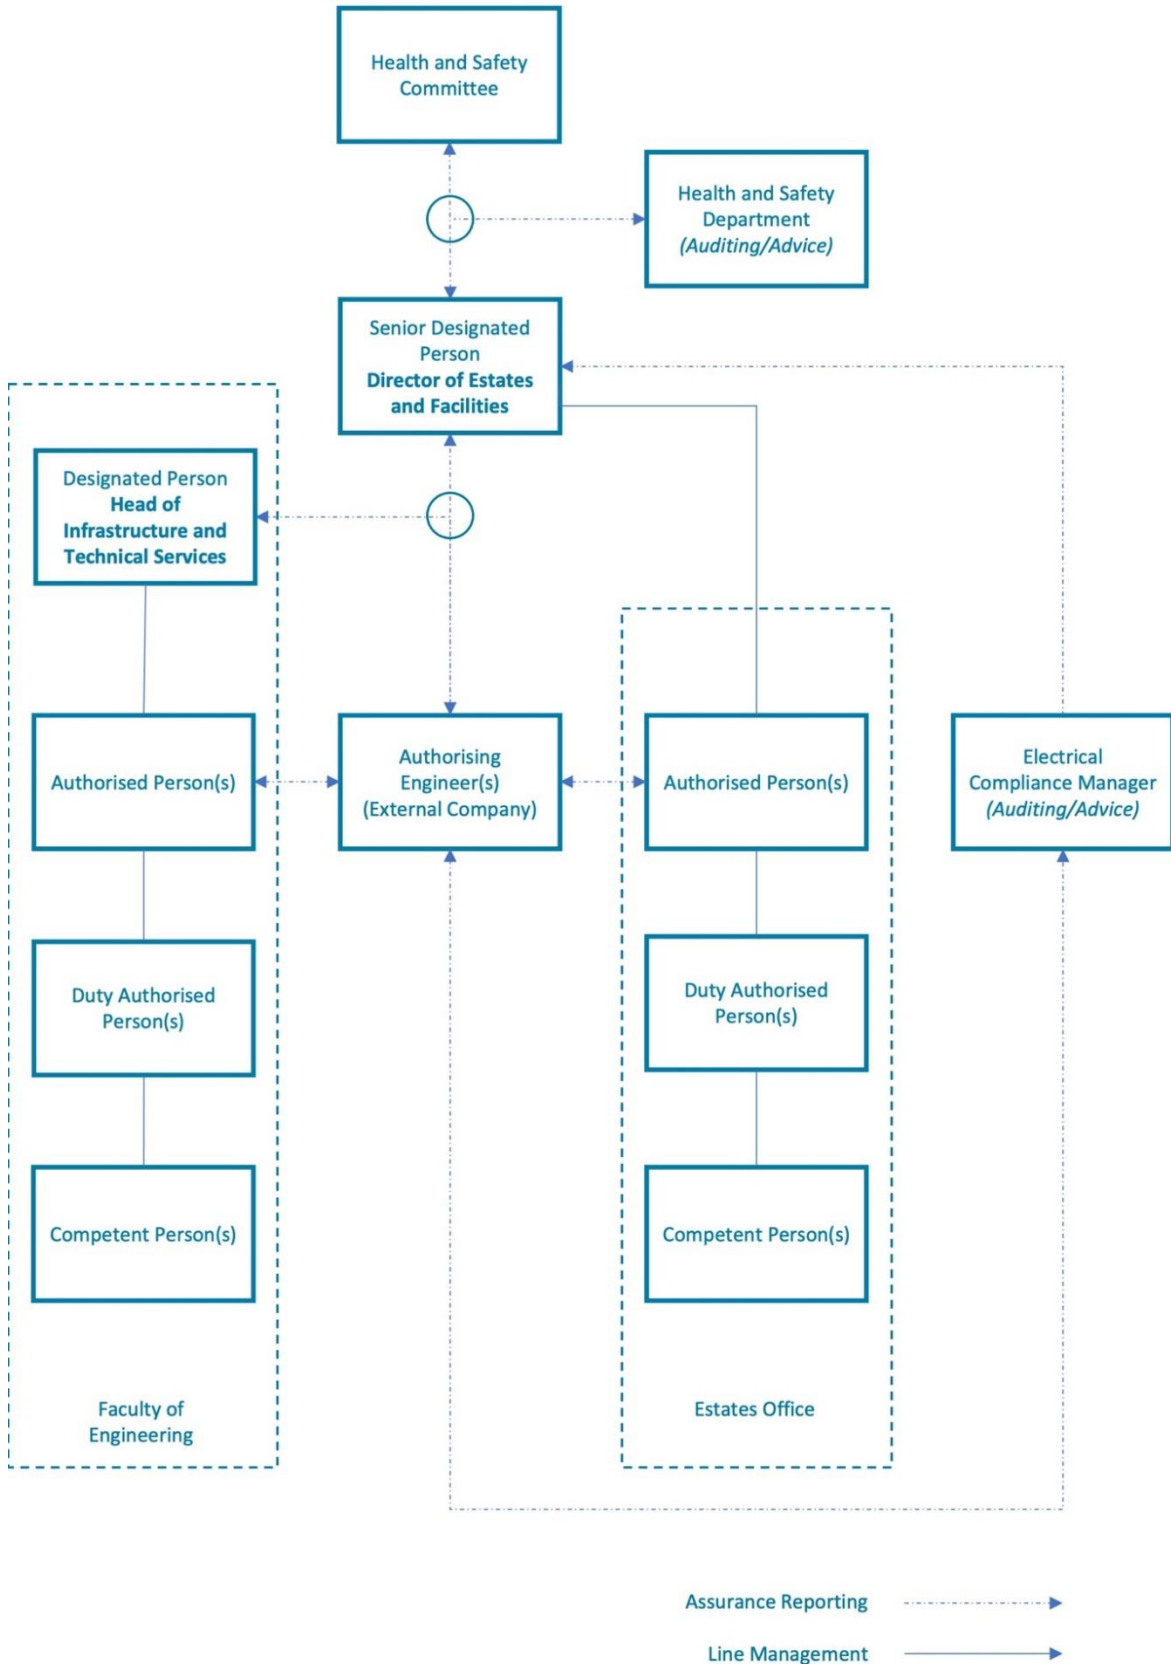 Health and Safety
Committee
Health and Safety
Department
(Auditing/Advice)
Senior Designated
Person
Director of Estates
and Facilities
Designated Person
Head of
Infrastructure and
Technical Services
Authorised Person(s)
Authorising
Engineer(s)
(External Company)
Authorised Person(s)
Electrical
Compliance Manager
(Auditing/Advice)
Duty Authorised
Person(s)
Duty Authorised
Person(s)
Competent Person(s)
Competent Person(s)
Faculty of
Engineering
Estates Office
Assurance Reporting
Line Management